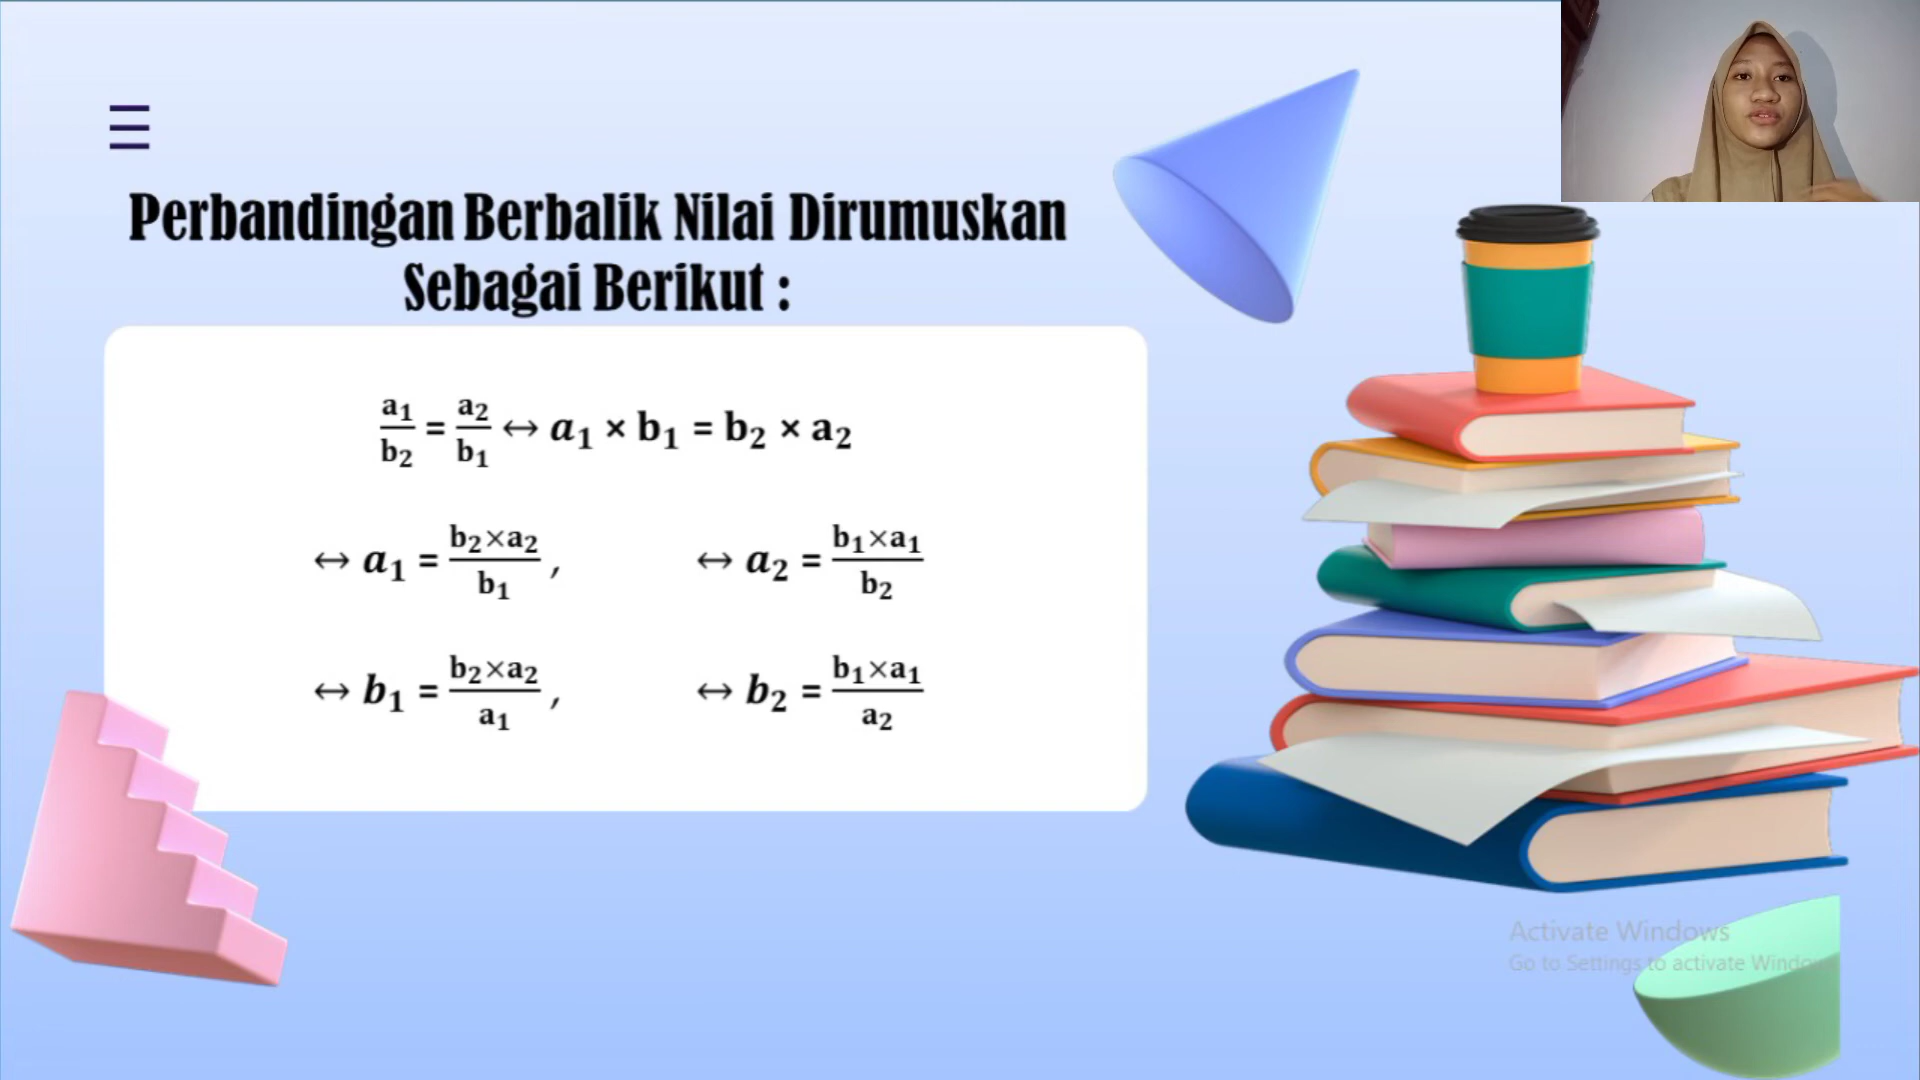 Perbandingan Berbalik Nilai Dirumuskan
Sebagai Berikut :
a₁/b₂ = a₂/b₁ ↔ a₁ × b₁ = b₂ × a₂
↔ a₁ = b₂×a₂/b₁ , ↔ a₂ = b₁×a₁/b₂
↔ b₁ = b₂×a₂/a₁ , ↔ b₂ = b₁×a₁/a₂
Activate Windows
Go to Settings to activate Windows